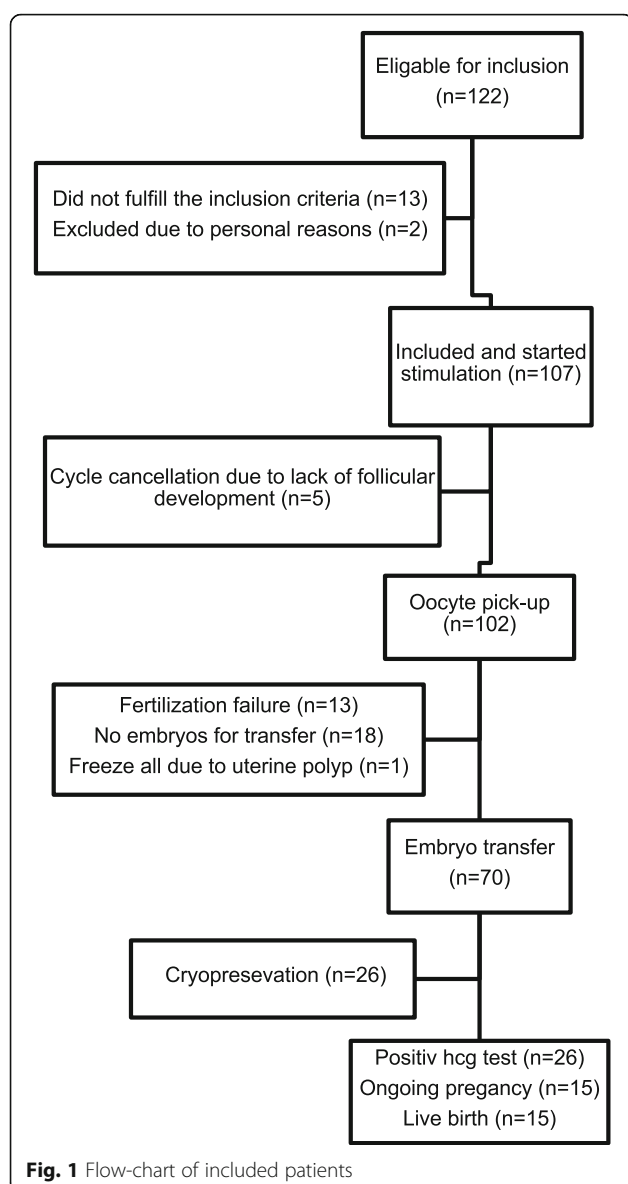 Eligable for inclusion
(n=122)
Did not fulfill the inclusion criteria (n=13)
Excluded due to personal reasons (n=2)
Included and started
stimulation (n=107)
Cycle cancellation due to lack of follicular
development (n=5)
Oocyte pick-up
(n=102)
Fertilization failure (n=13)
No embryos for transfer (n=18)
Freeze all due to uterine polyp (n=1)
Embryo transfer
(n=70)
Cryopresevation (n=26)
Positiv hcg test (n=26)
Ongoing pregancy (n=15)
Live birth (n=15)
Fig. 1 Flow-chart of included patients